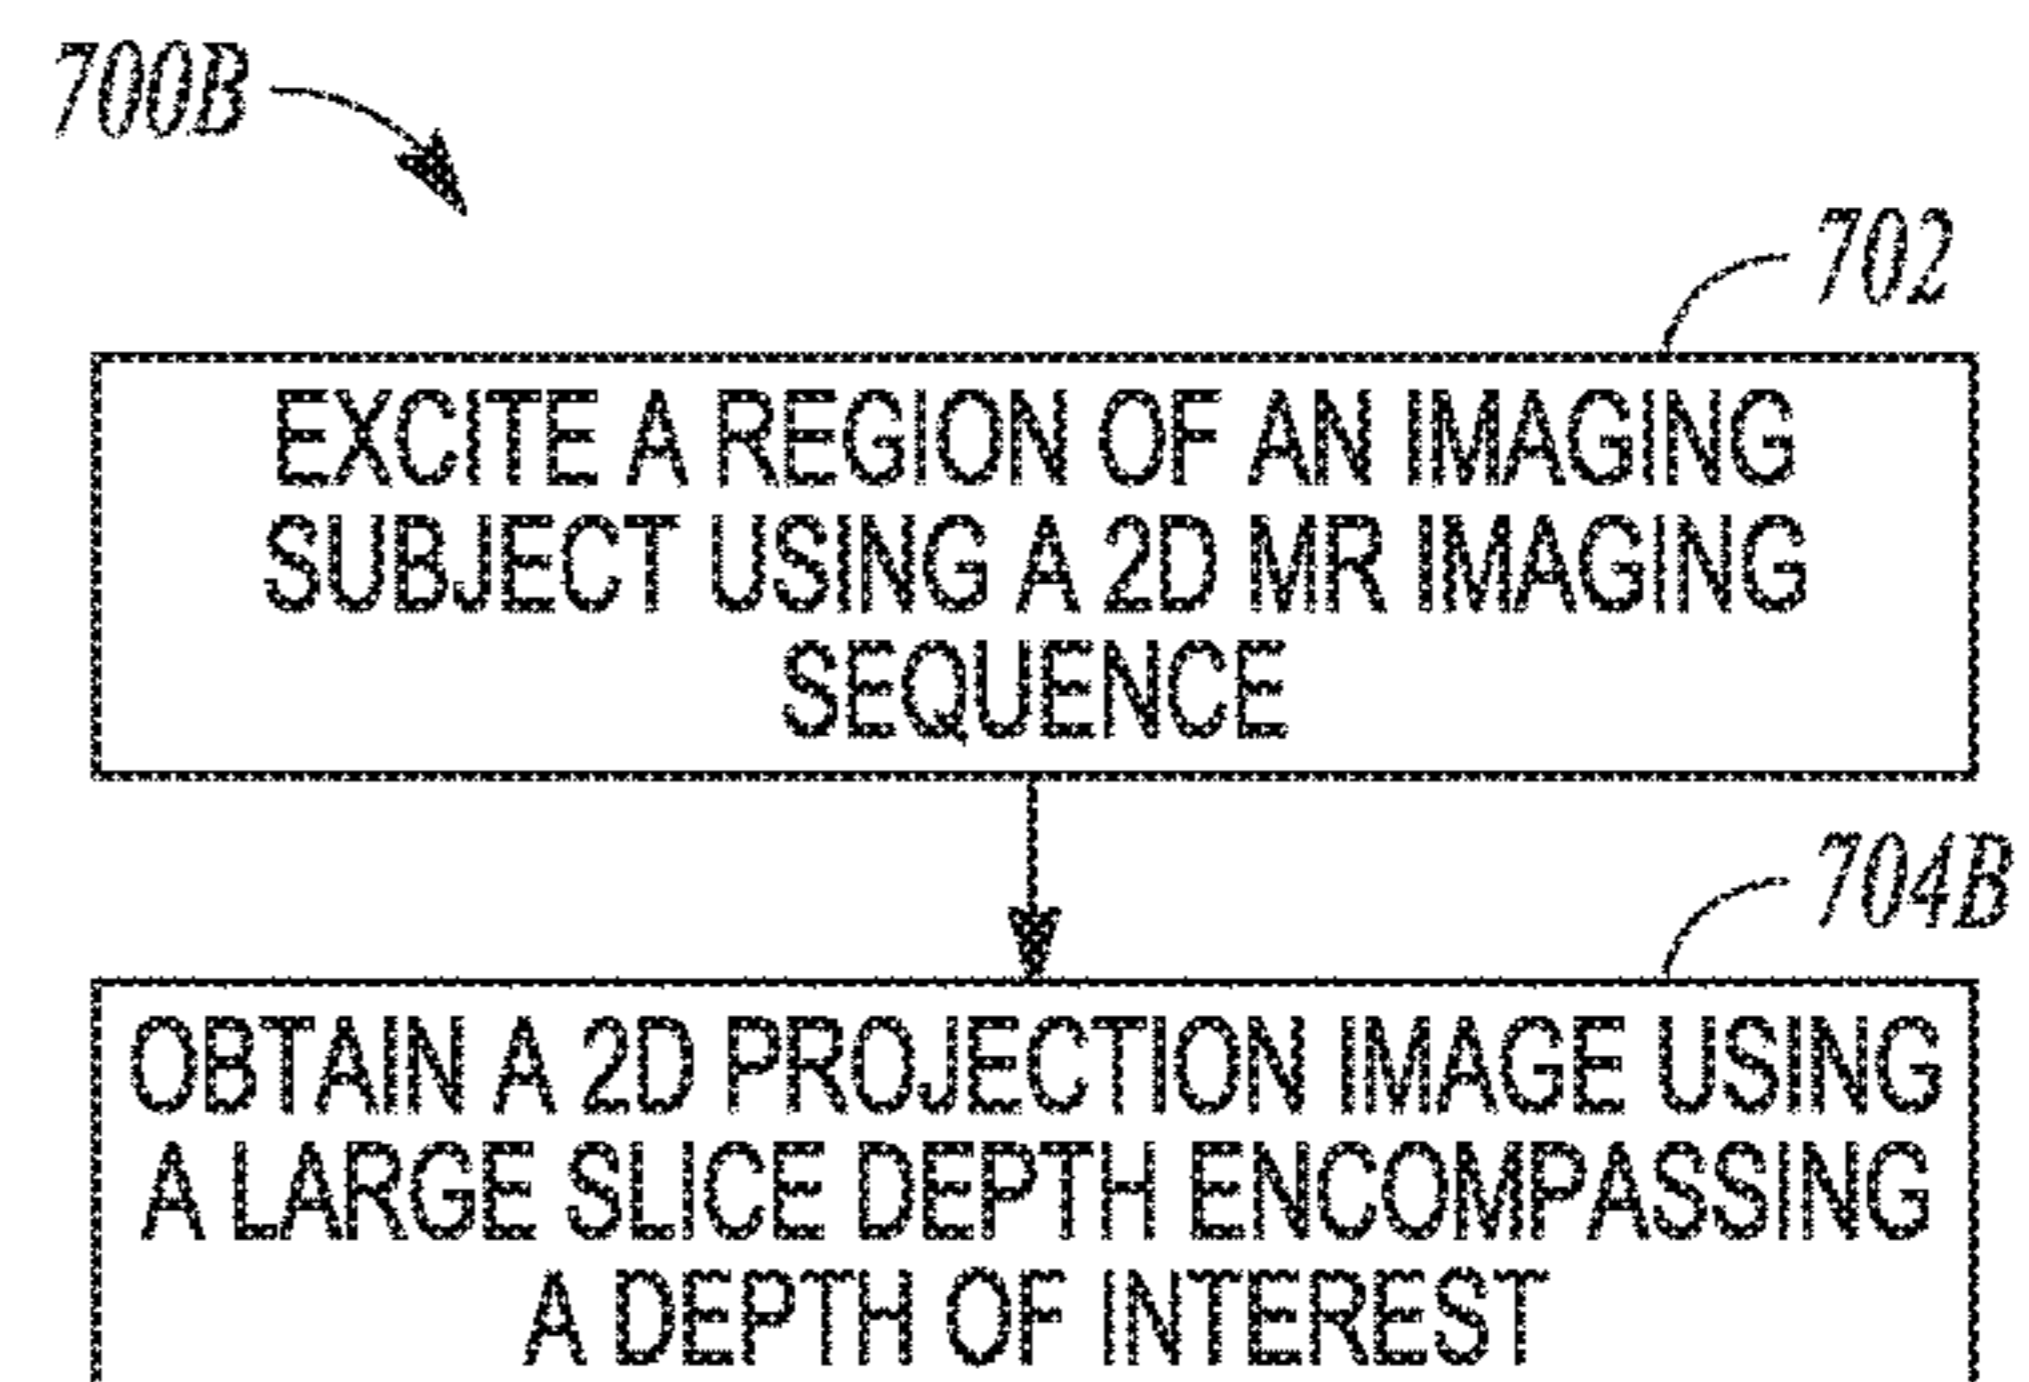 700B
702
EXCITE A REGION OF AN IMAGING
SUBJECT USING A 2D MR IMAGING
SEQUENCE
704B
OBTAIN A 2D PROJECTION IMAGE USING
A LARGE SLICE DEPTH ENCOMPASSING
A DEPTH OF INTEREST